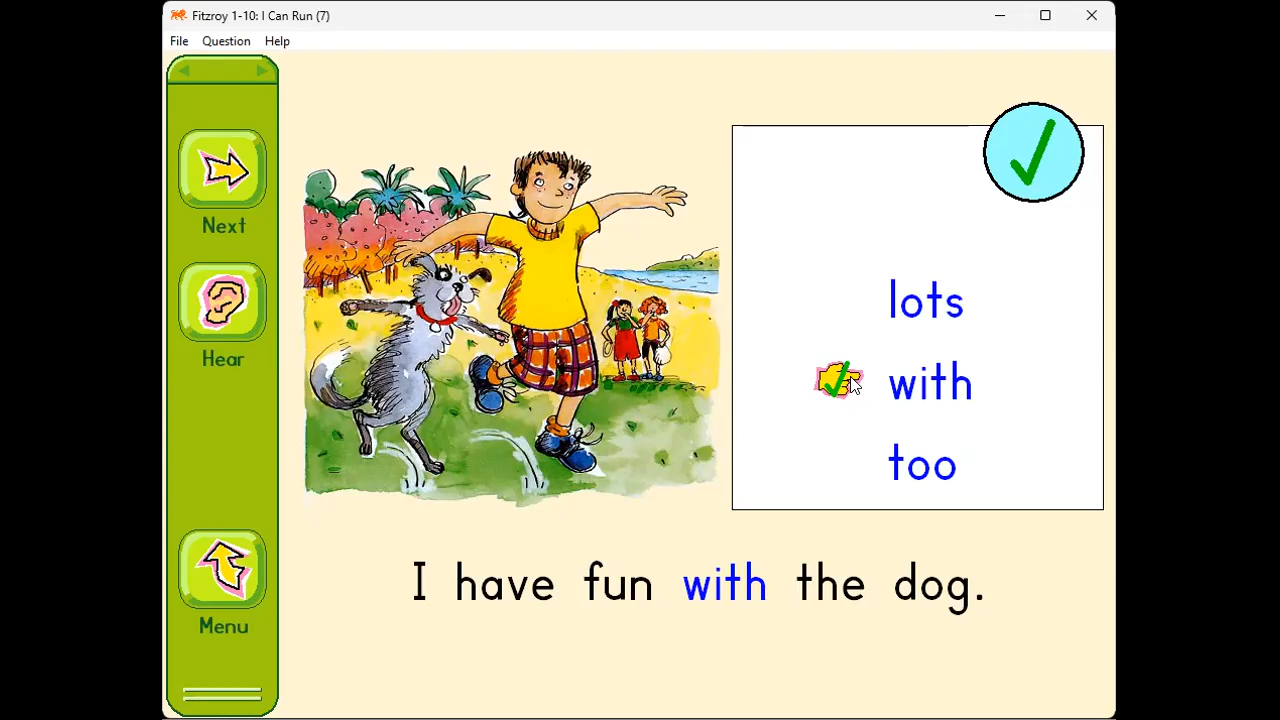 Fitzroy 1-10: I Can Run (7)
File Question Help
Next
Hear
Menu
lots
with
too
I have fun with the dog.